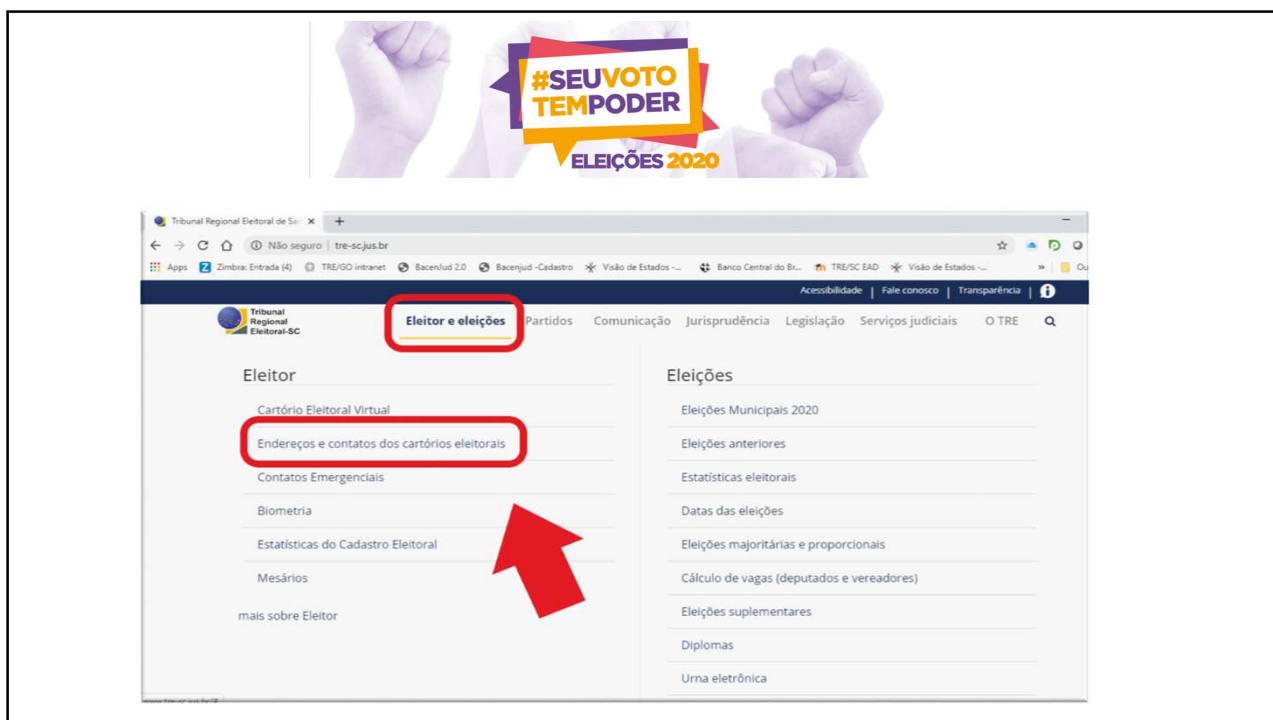 #SEUVOTO
TEMPODER
ELEIÇÕES 2020
Tribunal Regional Eleitoral de Sa
Não seguro | tre-sc.jus.br
Apps Zimbra: Entrada (4) TRE/GO intranet BacenJud 2.0 Bacenjud -Cadastro Visão de Estados -... Banco Central do Br... TRE/SC EAD Visão de Estados -... » Ou
Acessibilidade | Fale conosco | Transparência |
Tribunal
Regional
Eleitoral-SC
Eleitor e eleições Partidos Comunicação Jurisprudência Legislação Serviços judiciais O TRE
Eleitor
Cartório Eleitoral Virtual
Endereços e contatos dos cartórios eleitorais
Contatos Emergenciais
Biometria
Estatísticas do Cadastro Eleitoral
Mesários
mais sobre Eleitor
Eleições
Eleições Municipais 2020
Eleições anteriores
Estatísticas eleitorais
Datas das eleições
Eleições majoritárias e proporcionais
Cálculo de vagas (deputados e vereadores)
Eleições suplementares
Diplomas
Urna eletrônica